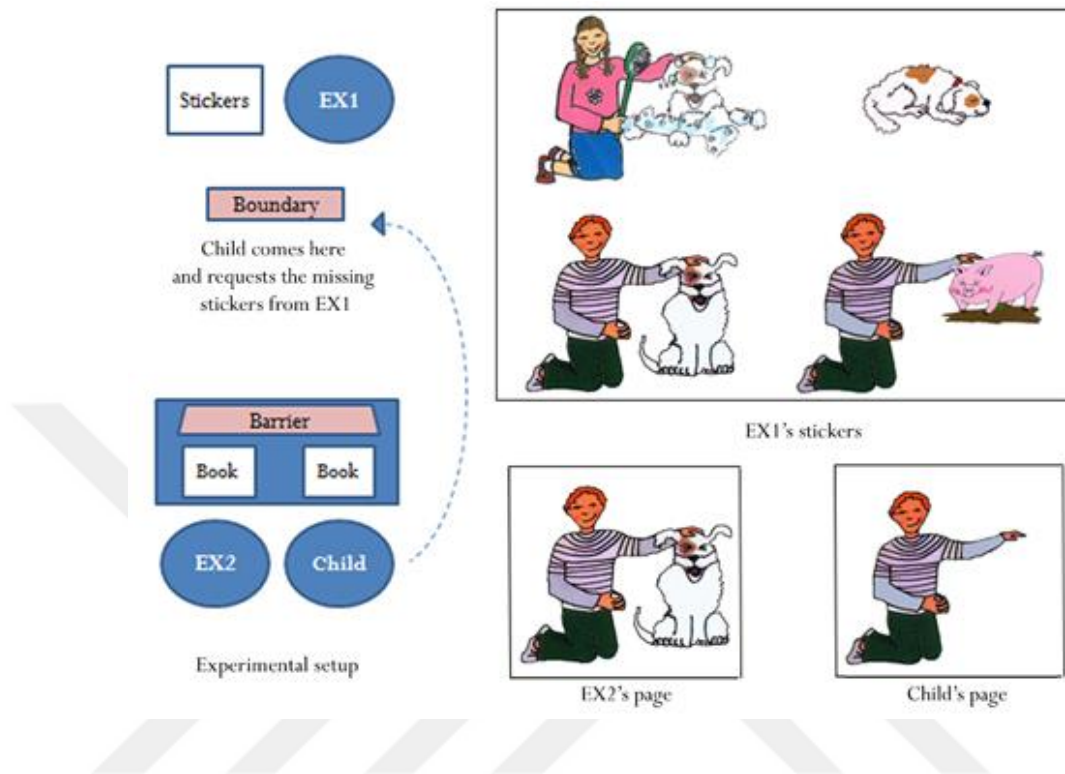 Stickers
EX1
Boundary
Child comes here
and requests the missing
stickers from EX1
Barrier
Book
Book
EX2
Child
Experimental setup
EX1's stickers
EX2's page
Child's page